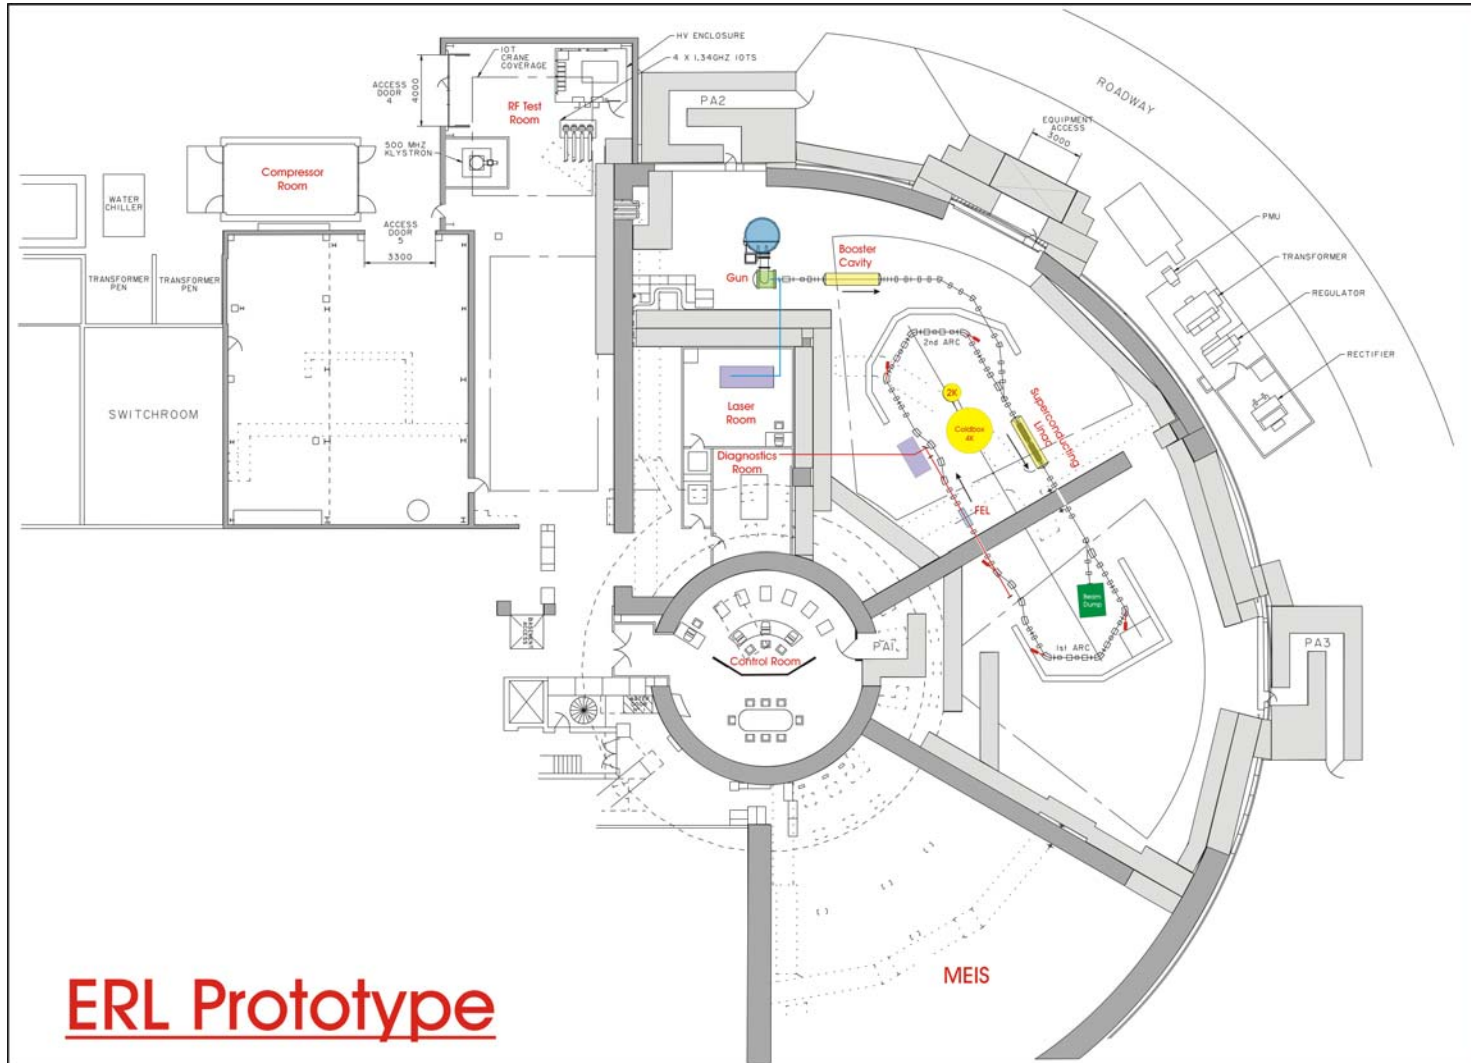 HV ENCLOSURE
IOT
CRANE
COVERAGE
4 X 1.34GHZ IOTS
ACCESS
DOOR
4
4000
RF Test
Room
PA2
ROADWAY
EQUIPMENT
ACCESS
3000
500 MHZ
KLYSTRON
Compressor
Room
WATER
CHILLER
ACCESS
DOOR
5
3300
PMU
TRANSFORMER
REGULATOR
RECTIFIER
TRANSFORMER
PEN
TRANSFORMER
PEN
Gun
Booster
Cavity
2nd ARC
SWITCHROOM
Laser
Room
2K
Coldbox
4K
Superconducting
Linac
Diagnostics
Room
FEL
Beam
Dump
BASEMENT
ACCESS
1st ARC
PA1
PA3
Control Room
MEIS
ERL Prototype